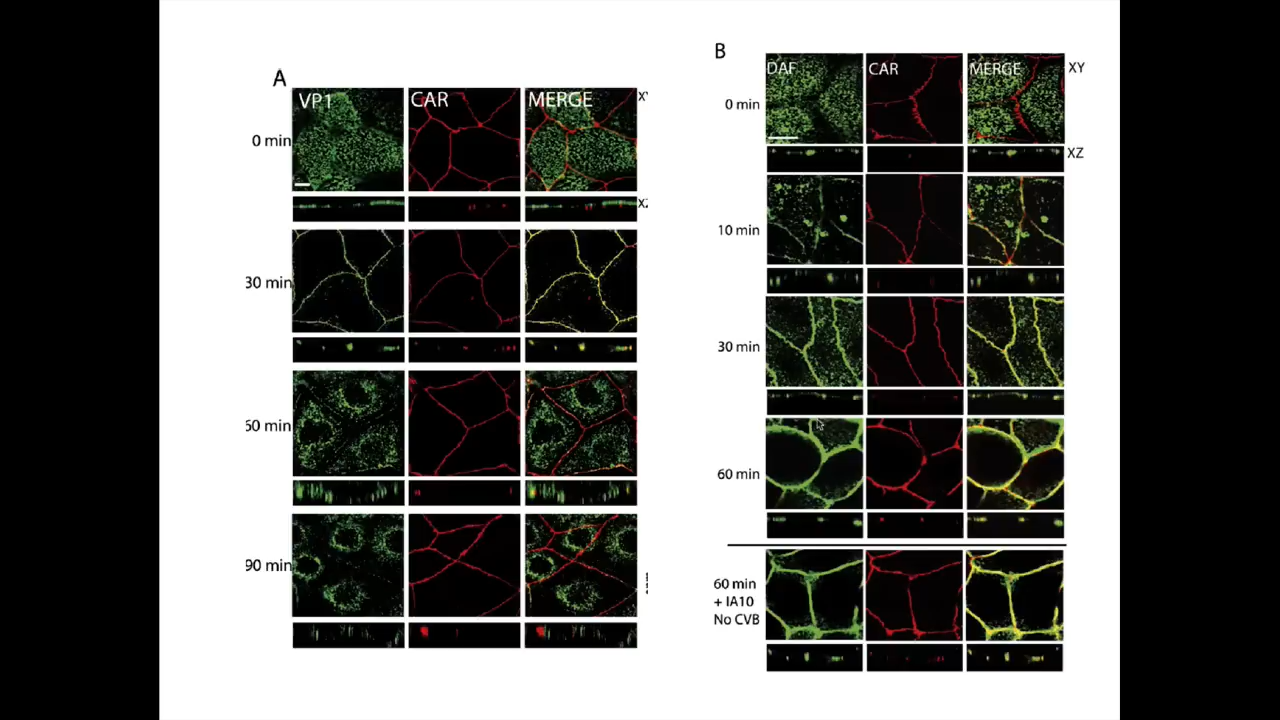 A
VP1 CAR MERGE
0 min
30 min
60 min
90 min
B
DAF CAR MERGE XY
0 min
XZ
10 min
30 min
60 min
60 min
+ IA10
No CVB